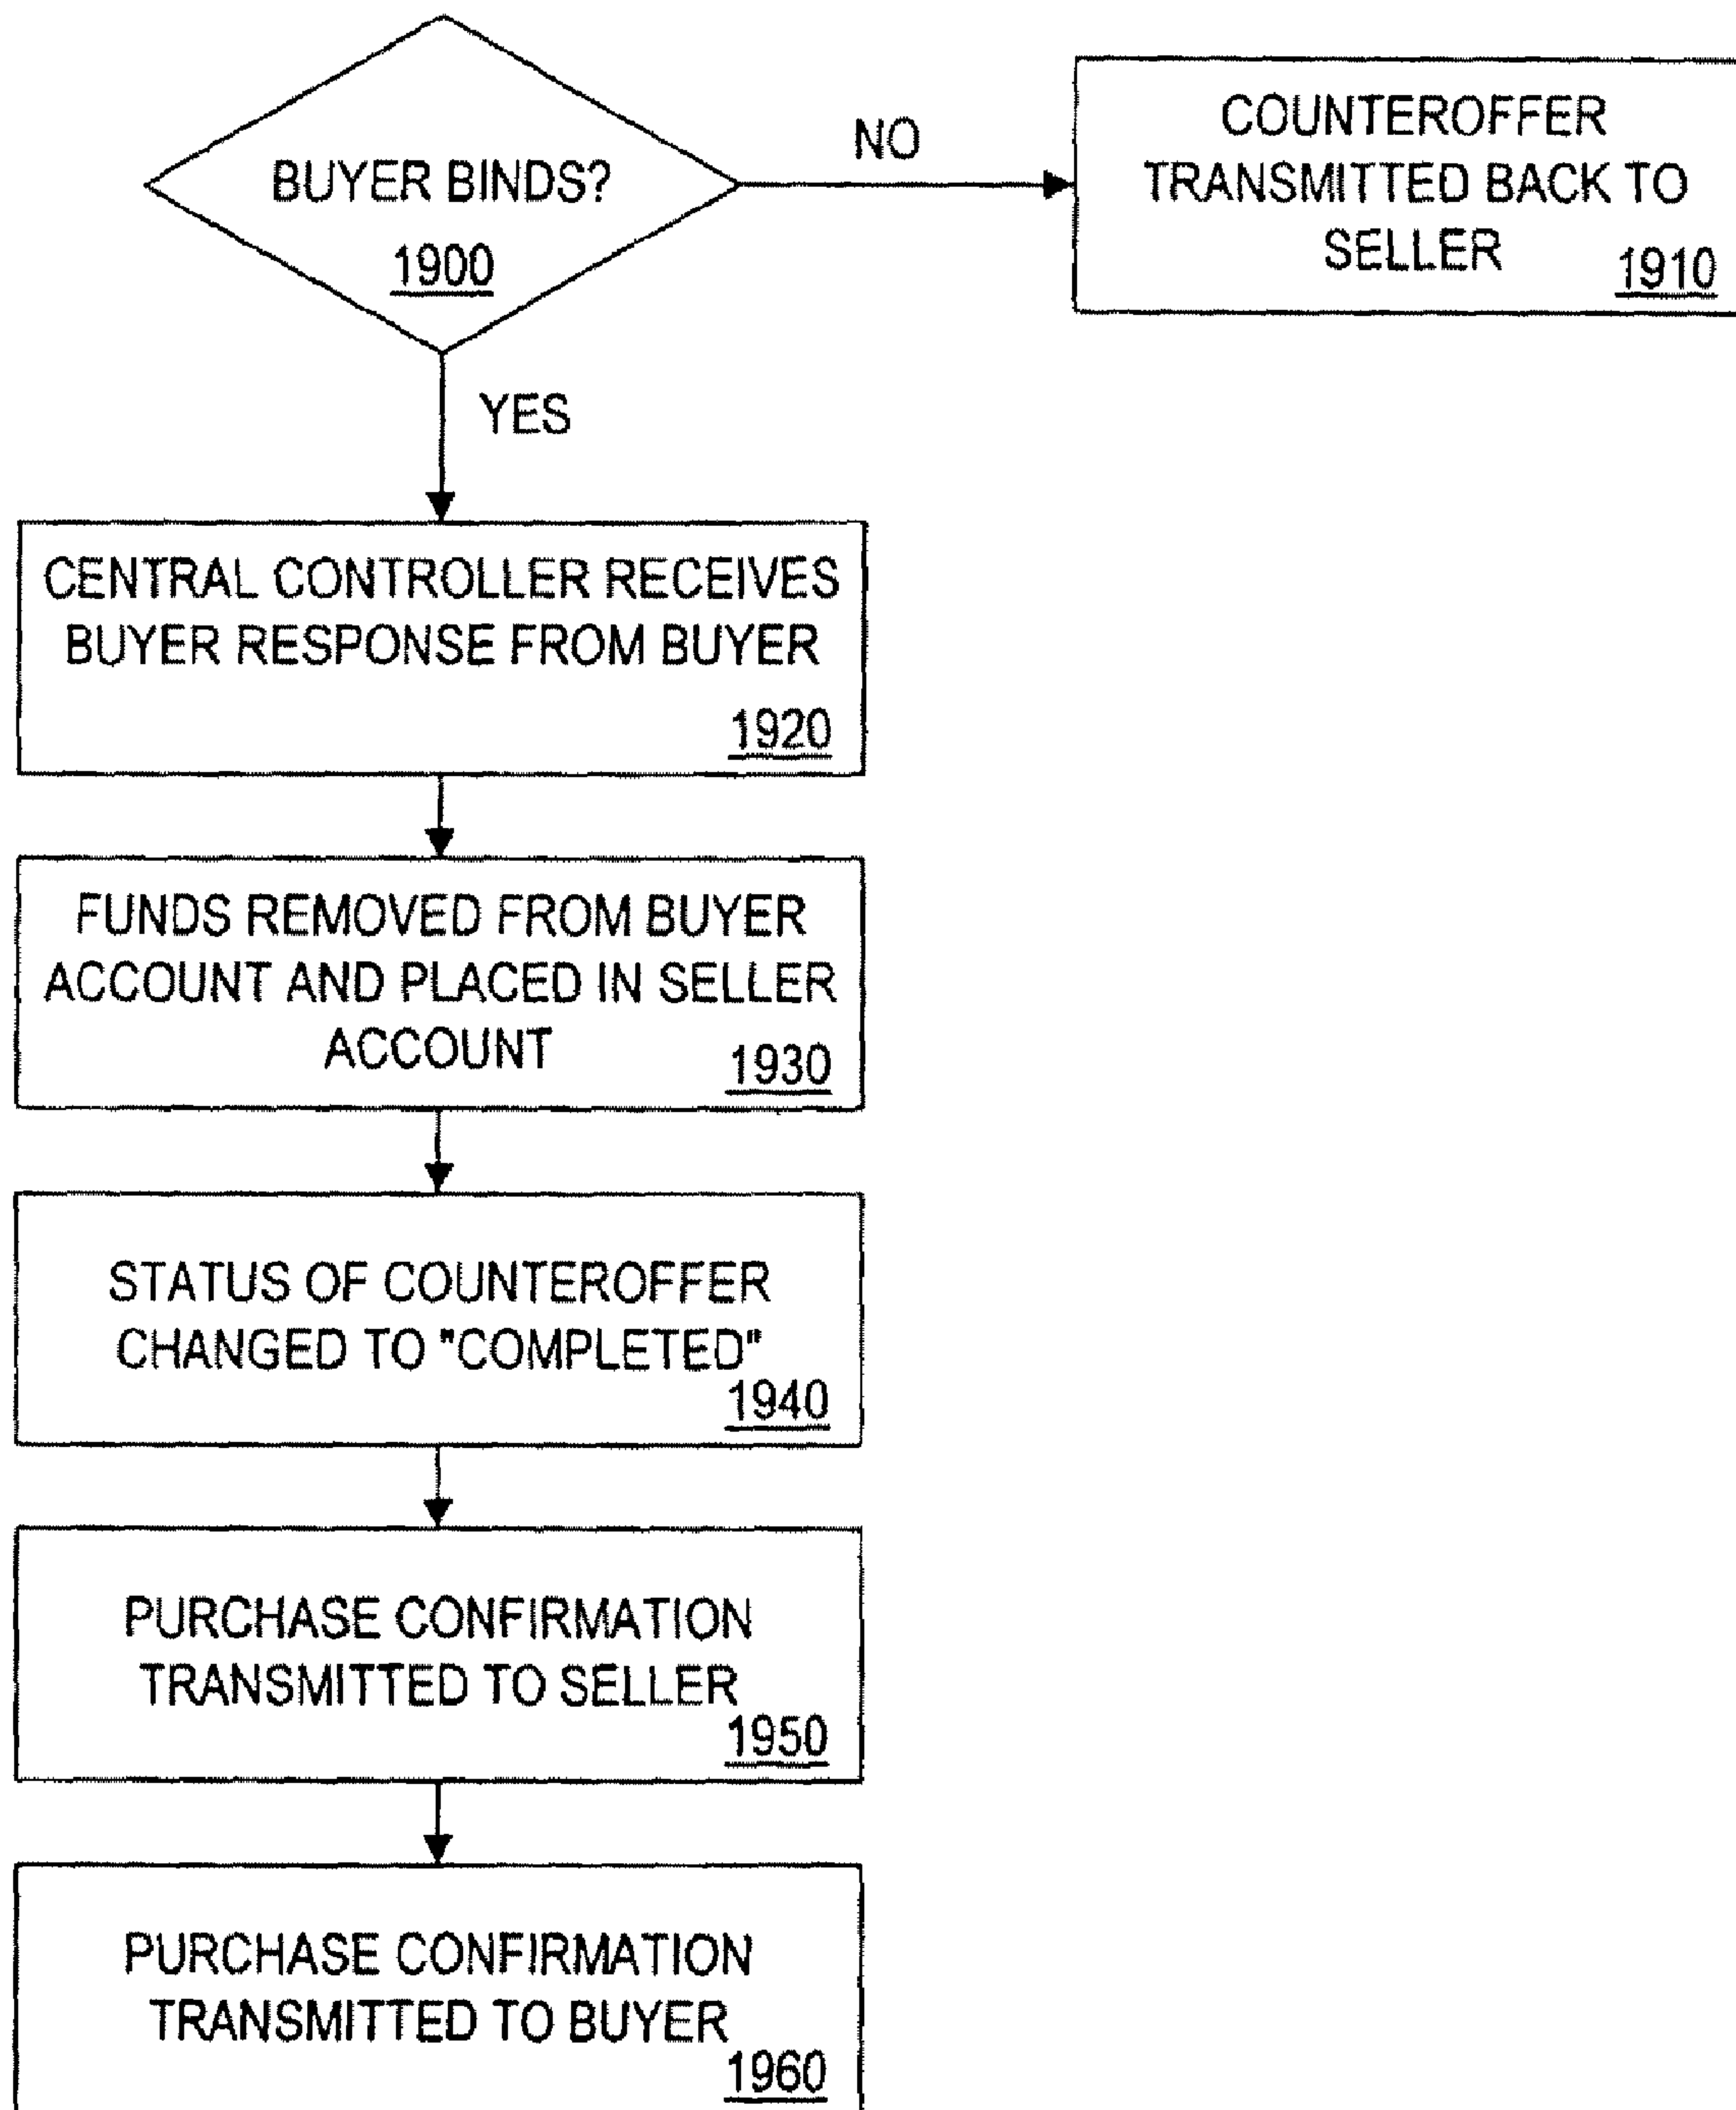 BUYER BINDS?
1900
NO
COUNTEROFFER
TRANSMITTED BACK TO
SELLER
1910
YES
CENTRAL CONTROLLER RECEIVES
BUYER RESPONSE FROM BUYER
1920
FUNDS REMOVED FROM BUYER
ACCOUNT AND PLACED IN SELLER
ACCOUNT
1930
STATUS OF COUNTEROFFER
CHANGED TO "COMPLETED"
1940
PURCHASE CONFIRMATION
TRANSMITTED TO SELLER
1950
PURCHASE CONFIRMATION
TRANSMITTED TO BUYER
1960